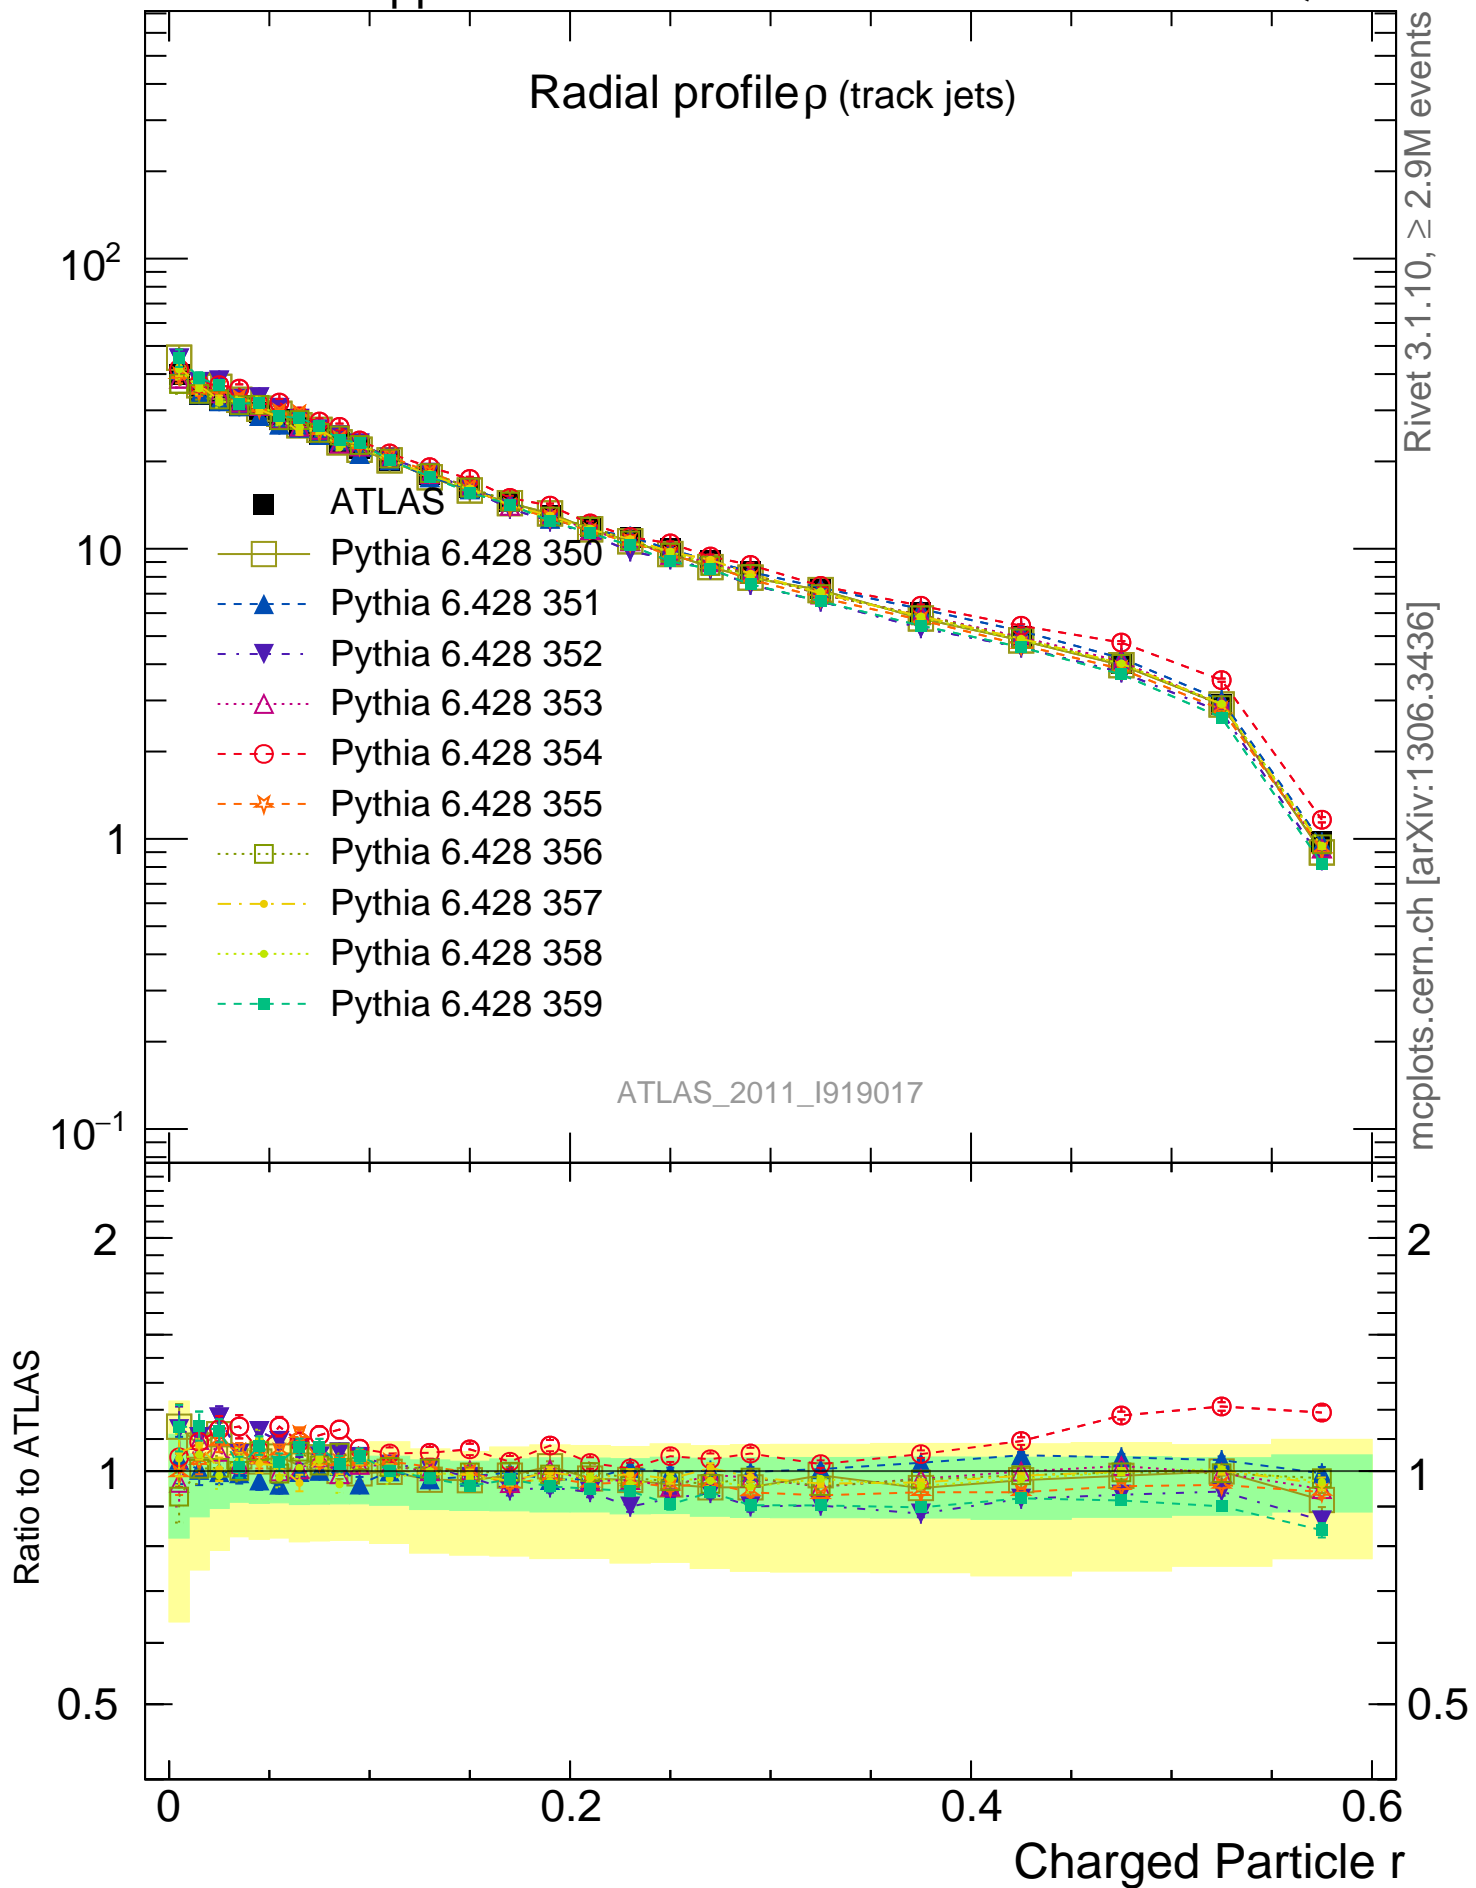 Radial profile ρ (track jets)
10²
10
1
10⁻¹
ATLAS
Pythia 6.428 350
Pythia 6.428 351
Pythia 6.428 352
Pythia 6.428 353
Pythia 6.428 354
Pythia 6.428 355
Pythia 6.428 356
Pythia 6.428 357
Pythia 6.428 358
Pythia 6.428 359
ATLAS_2011_I919017
Rivet 3.1.10, ≥ 2.9M events
mcplots.cern.ch [arXiv:1306.3436]
Ratio to ATLAS
2
2
1
1
0.5
0.5
0
0.2
0.4
0.6
Charged Particle r